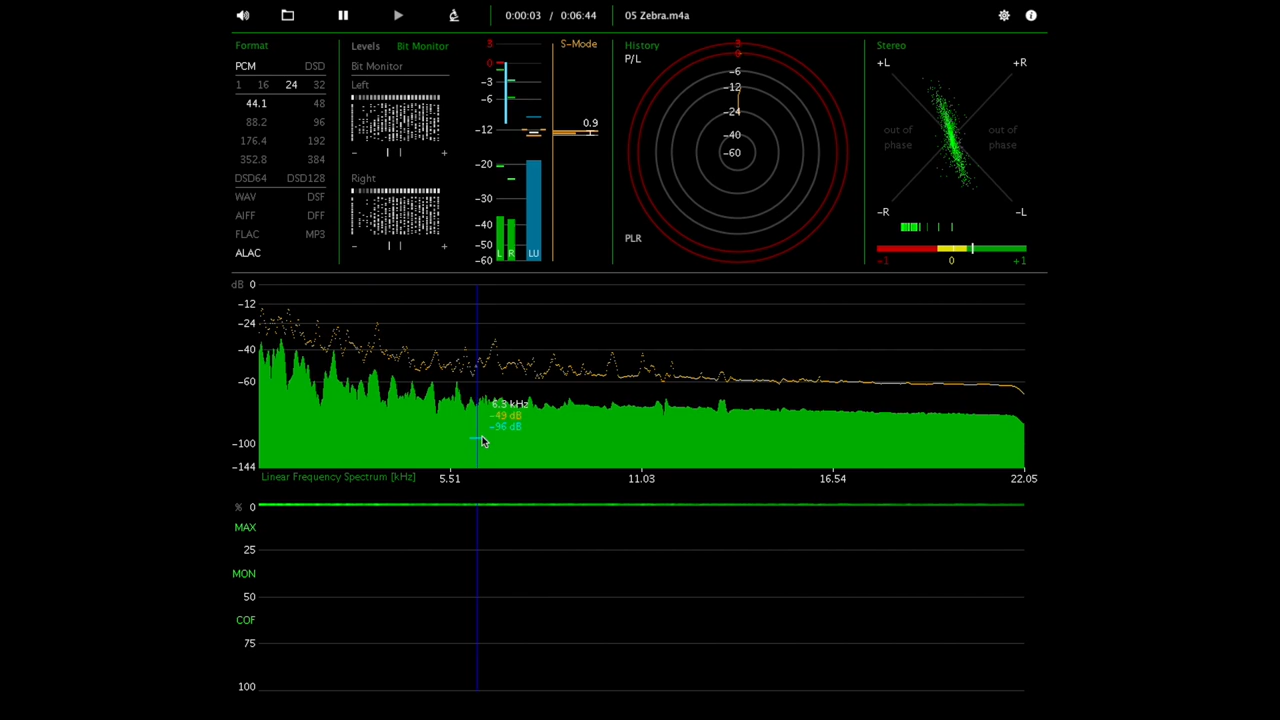 0:00:03 / 0:06:44 05 Zebra.m4a
Format
PCM DSD
1 16 24 32
44.1 48
88.2 96
176.4 192
352.8 384
DSD64 DSD128
WAV DSF
AIFF DFF
FLAC MP3
ALAC
Levels Bit Monitor
Bit Monitor
Left
− +
Right
− +
3
0
−3
−6
−12
−20
−30
−40
−50
−60
L R LU
S-Mode
0.9
History
P/L
3
0
−6
−12
−24
−40
−60
PLR
Stereo
+L +R
out of phase
out of phase
−R −L
−1 0 +1
dB 0
−12
−24
−40
−60
−100
−144
6.3 kHz
−49 dB
−96 dB
Linear Frequency Spectrum [kHz] 5.51 11.03 16.54 22.05
% 0
MAX
25
MON
50
COF
75
100